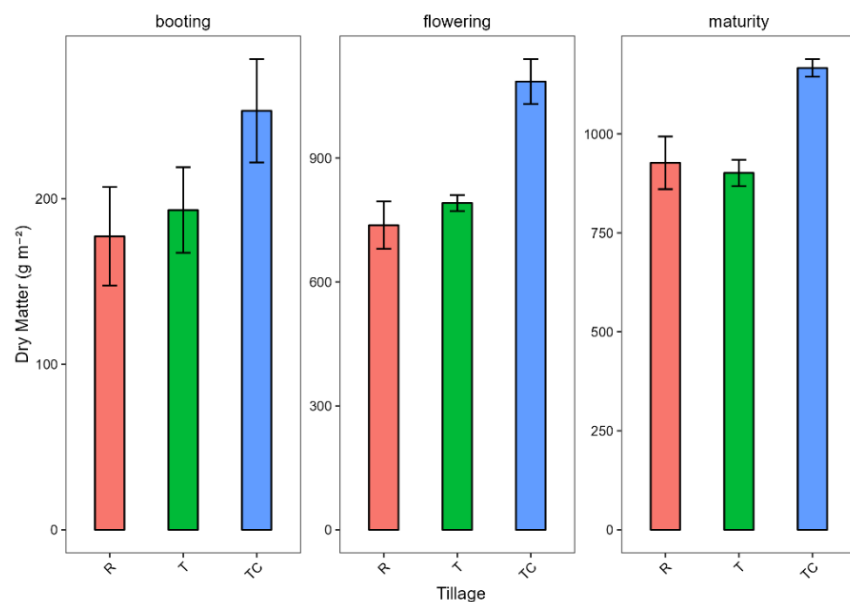 booting
flowering
maturity
Dry Matter (g m⁻²)
200
100
0
900
600
300
0
1000
750
500
250
0
R
T
TC
R
T
TC
R
T
TC
Tillage